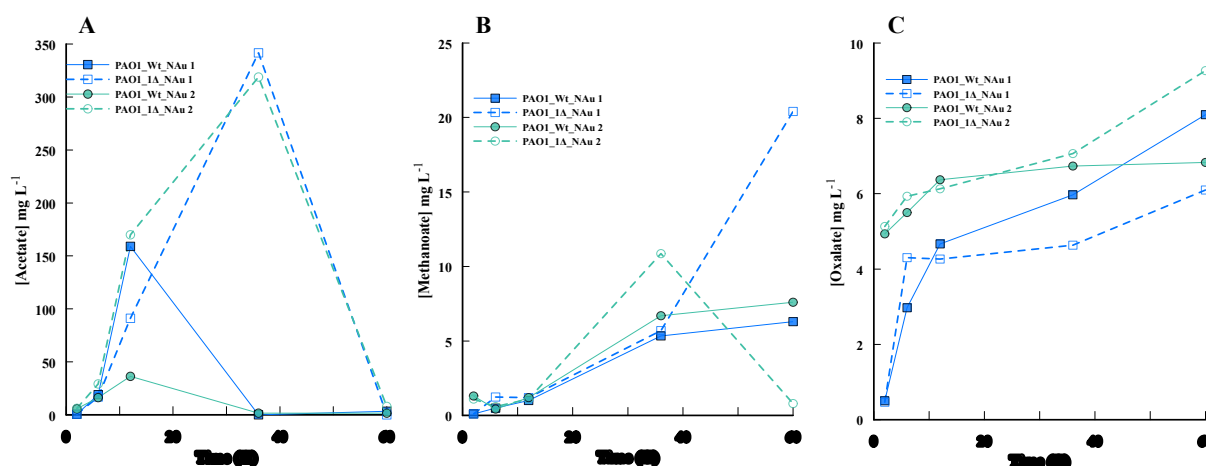 A
350
300
250
200
150
100
50
0
[Acetate] mg L⁻¹
PAO1_Wt_NAu 1
PAO1_1Δ_NAu 1
PAO1_Wt_NAu 2
PAO1_1Δ_NAu 2
0 20 40 60
B
25
20
15
10
5
0
[Methanoate] mg L⁻¹
PAO1_Wt_NAu 1
PAO1_1Δ_NAu 1
PAO1_Wt_NAu 2
PAO1_1Δ_NAu 2
0 20 40 60
C
10
8
6
4
2
0
[Oxalate] mg L⁻¹
PAO1_Wt_NAu 1
PAO1_1Δ_NAu 1
PAO1_Wt_NAu 2
PAO1_1Δ_NAu 2
0 20 40 60